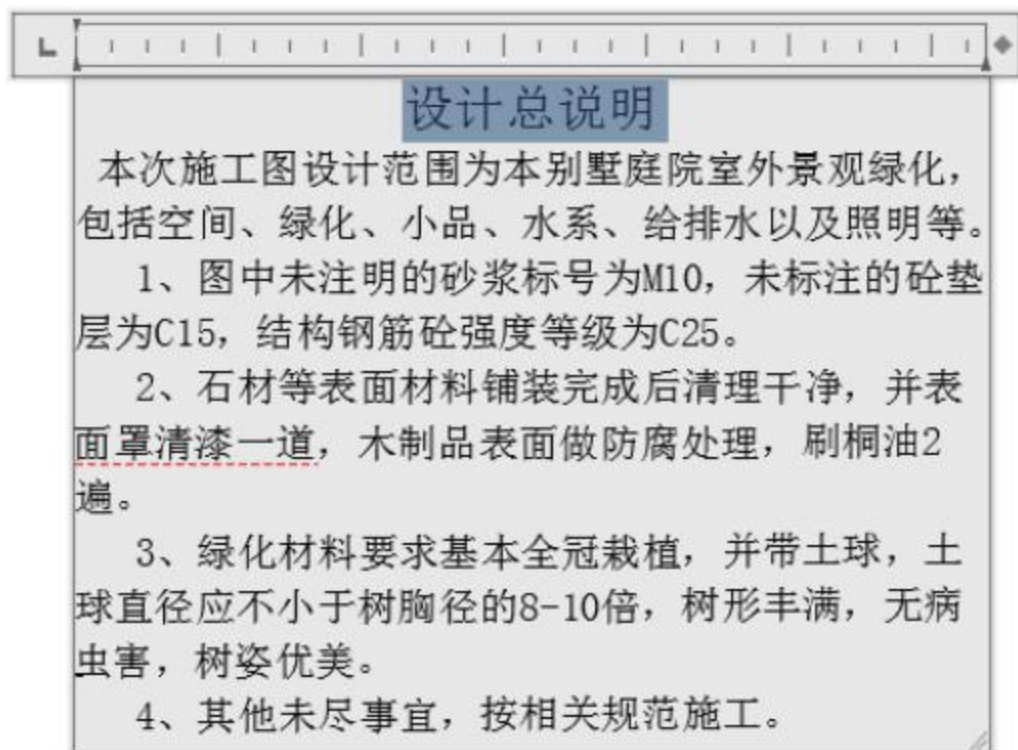 设计总说明
本次施工图设计范围为本别墅庭院室外景观绿化，
包括空间、绿化、小品、水系、给排水以及照明等。
1、图中未注明的砂浆标号为M10，未标注的砼垫
层为C15，结构钢筋砼强度等级为C25。
2、石材等表面材料铺装完成后清理干净，并表
面罩清漆一道，木制品表面做防腐处理，刷桐油2
遍。
3、绿化材料要求基本全冠栽植，并带土球，土
球直径应不小于树胸径的8-10倍，树形丰满，无病
虫害，树姿优美。
4、其他未尽事宜，按相关规范施工。